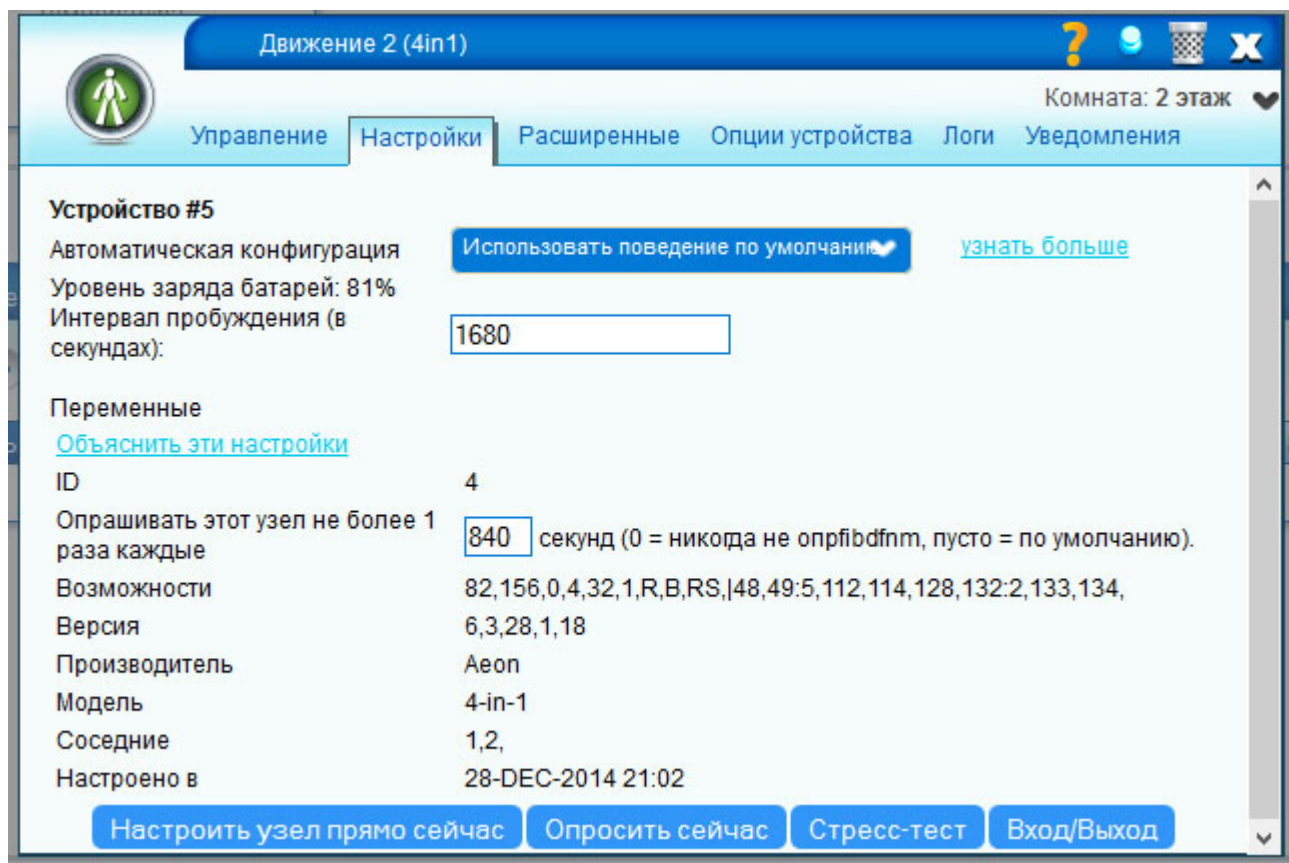 Движение 2 (4in1)
Комната: 2 этаж
Управление Настройки Расширенные Опции устройства Логи Уведомления
Устройство #5
Автоматическая конфигурация Использовать поведение по умолчанию узнать больше
Уровень заряда батарей: 81%
Интервал пробуждения (в
секундах): 1680
Переменные
Объяснить эти настройки
ID 4
Опрашивать этот узел не более 1
раза каждые 840 секунд (0 = никогда не опрfibdfnm, пусто = по умолчанию).
Возможности 82,156,0,4,32,1,R,B,RS,|48,49:5,112,114,128,132:2,133,134,
Версия 6,3,28,1,18
Производитель Aeon
Модель 4-in-1
Соседние 1,2,
Настроено в 28-DEC-2014 21:02
Настроить узел прямо сейчас Опросить сейчас Стресс-тест Вход/Выход